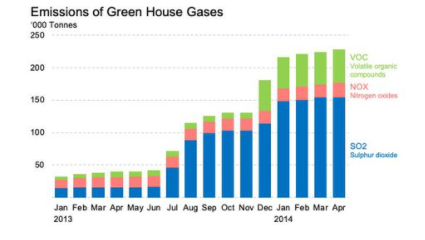 Emissions of Green House Gases
'000 Tonnes
250
200
150
100
50
VOC
Volatile organic
compounds
NOX
Nitrogen oxides
SO2
Sulphur dioxide
Jan Feb Mar Apr May Jun Jul Aug Sep Oct Nov Dec Jan Feb Mar Apr
2013 2014